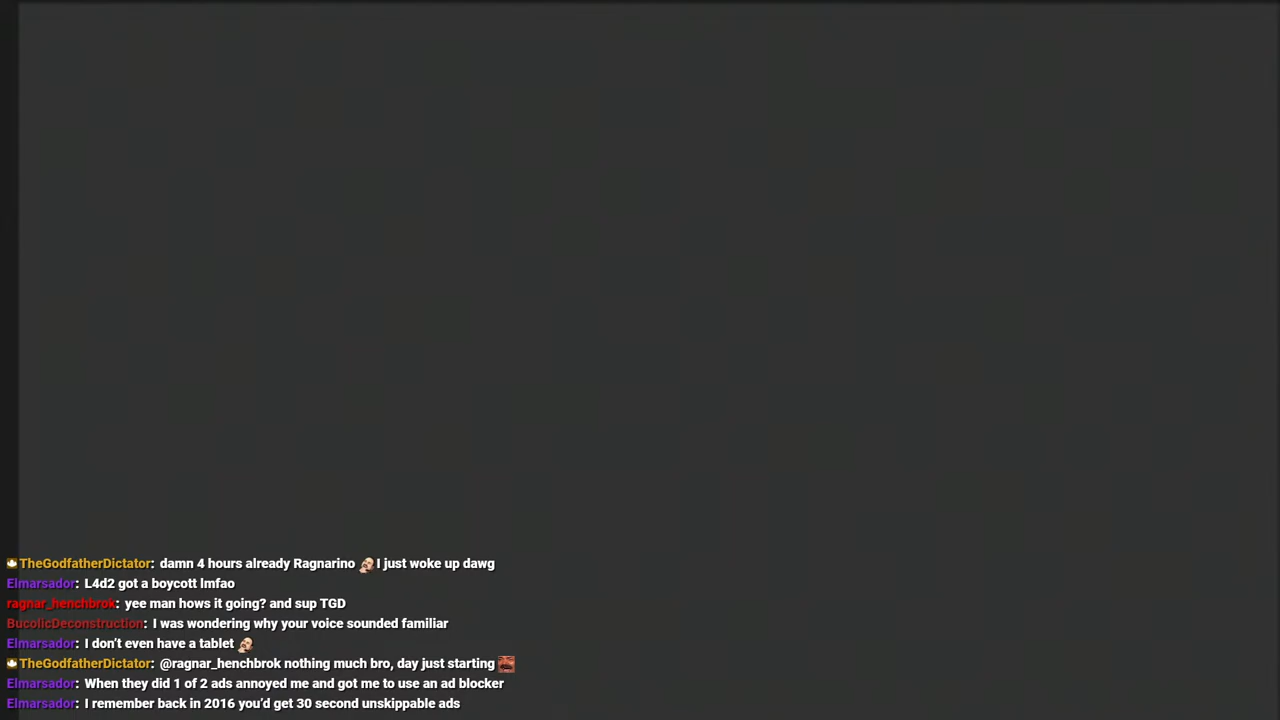 TheGodfatherDictator: damn 4 hours already Ragnarino I just woke up dawg
Elmarsador: L4d2 got a boycott lmfao
ragnar_henchbrok: yee man hows it going? and sup TGD
BucolicDeconstruction: I was wondering why your voice sounded familiar
Elmarsador: I don't even have a tablet
TheGodfatherDictator: @ragnar_henchbrok nothing much bro, day just starting
Elmarsador: When they did 1 of 2 ads annoyed me and got me to use an ad blocker
Elmarsador: I remember back in 2016 you'd get 30 second unskippable ads